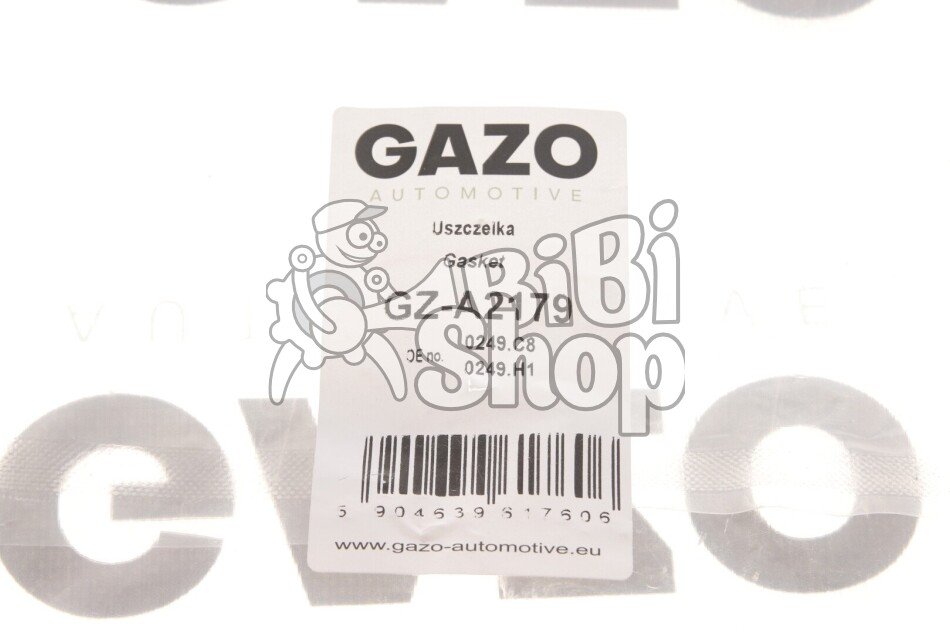 GAZO
AUTOMOTIVE
Uszczelka
Gasket
GZ-A2179
OE no. 0249.C8
0249.H1
BiBi
Shop
5 904639 617606
www.gazo-automotive.eu